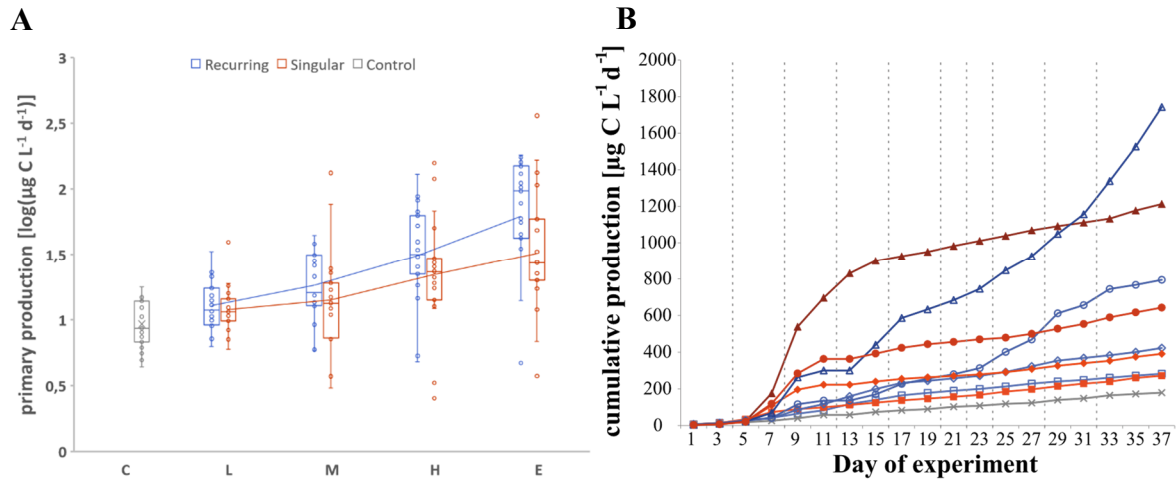 A
B
Recurring Singular Control
primary production [log(µg C L⁻¹ d⁻¹)]
3
2,5
2
1,5
1
0,5
0
C L M H E
cumulative production [µg C L⁻¹d⁻¹]
2000
1800
1600
1400
1200
1000
800
600
400
200
0
1 3 5 7 9 11 13 15 17 19 21 23 25 27 29 31 33 35 37
Day of experiment